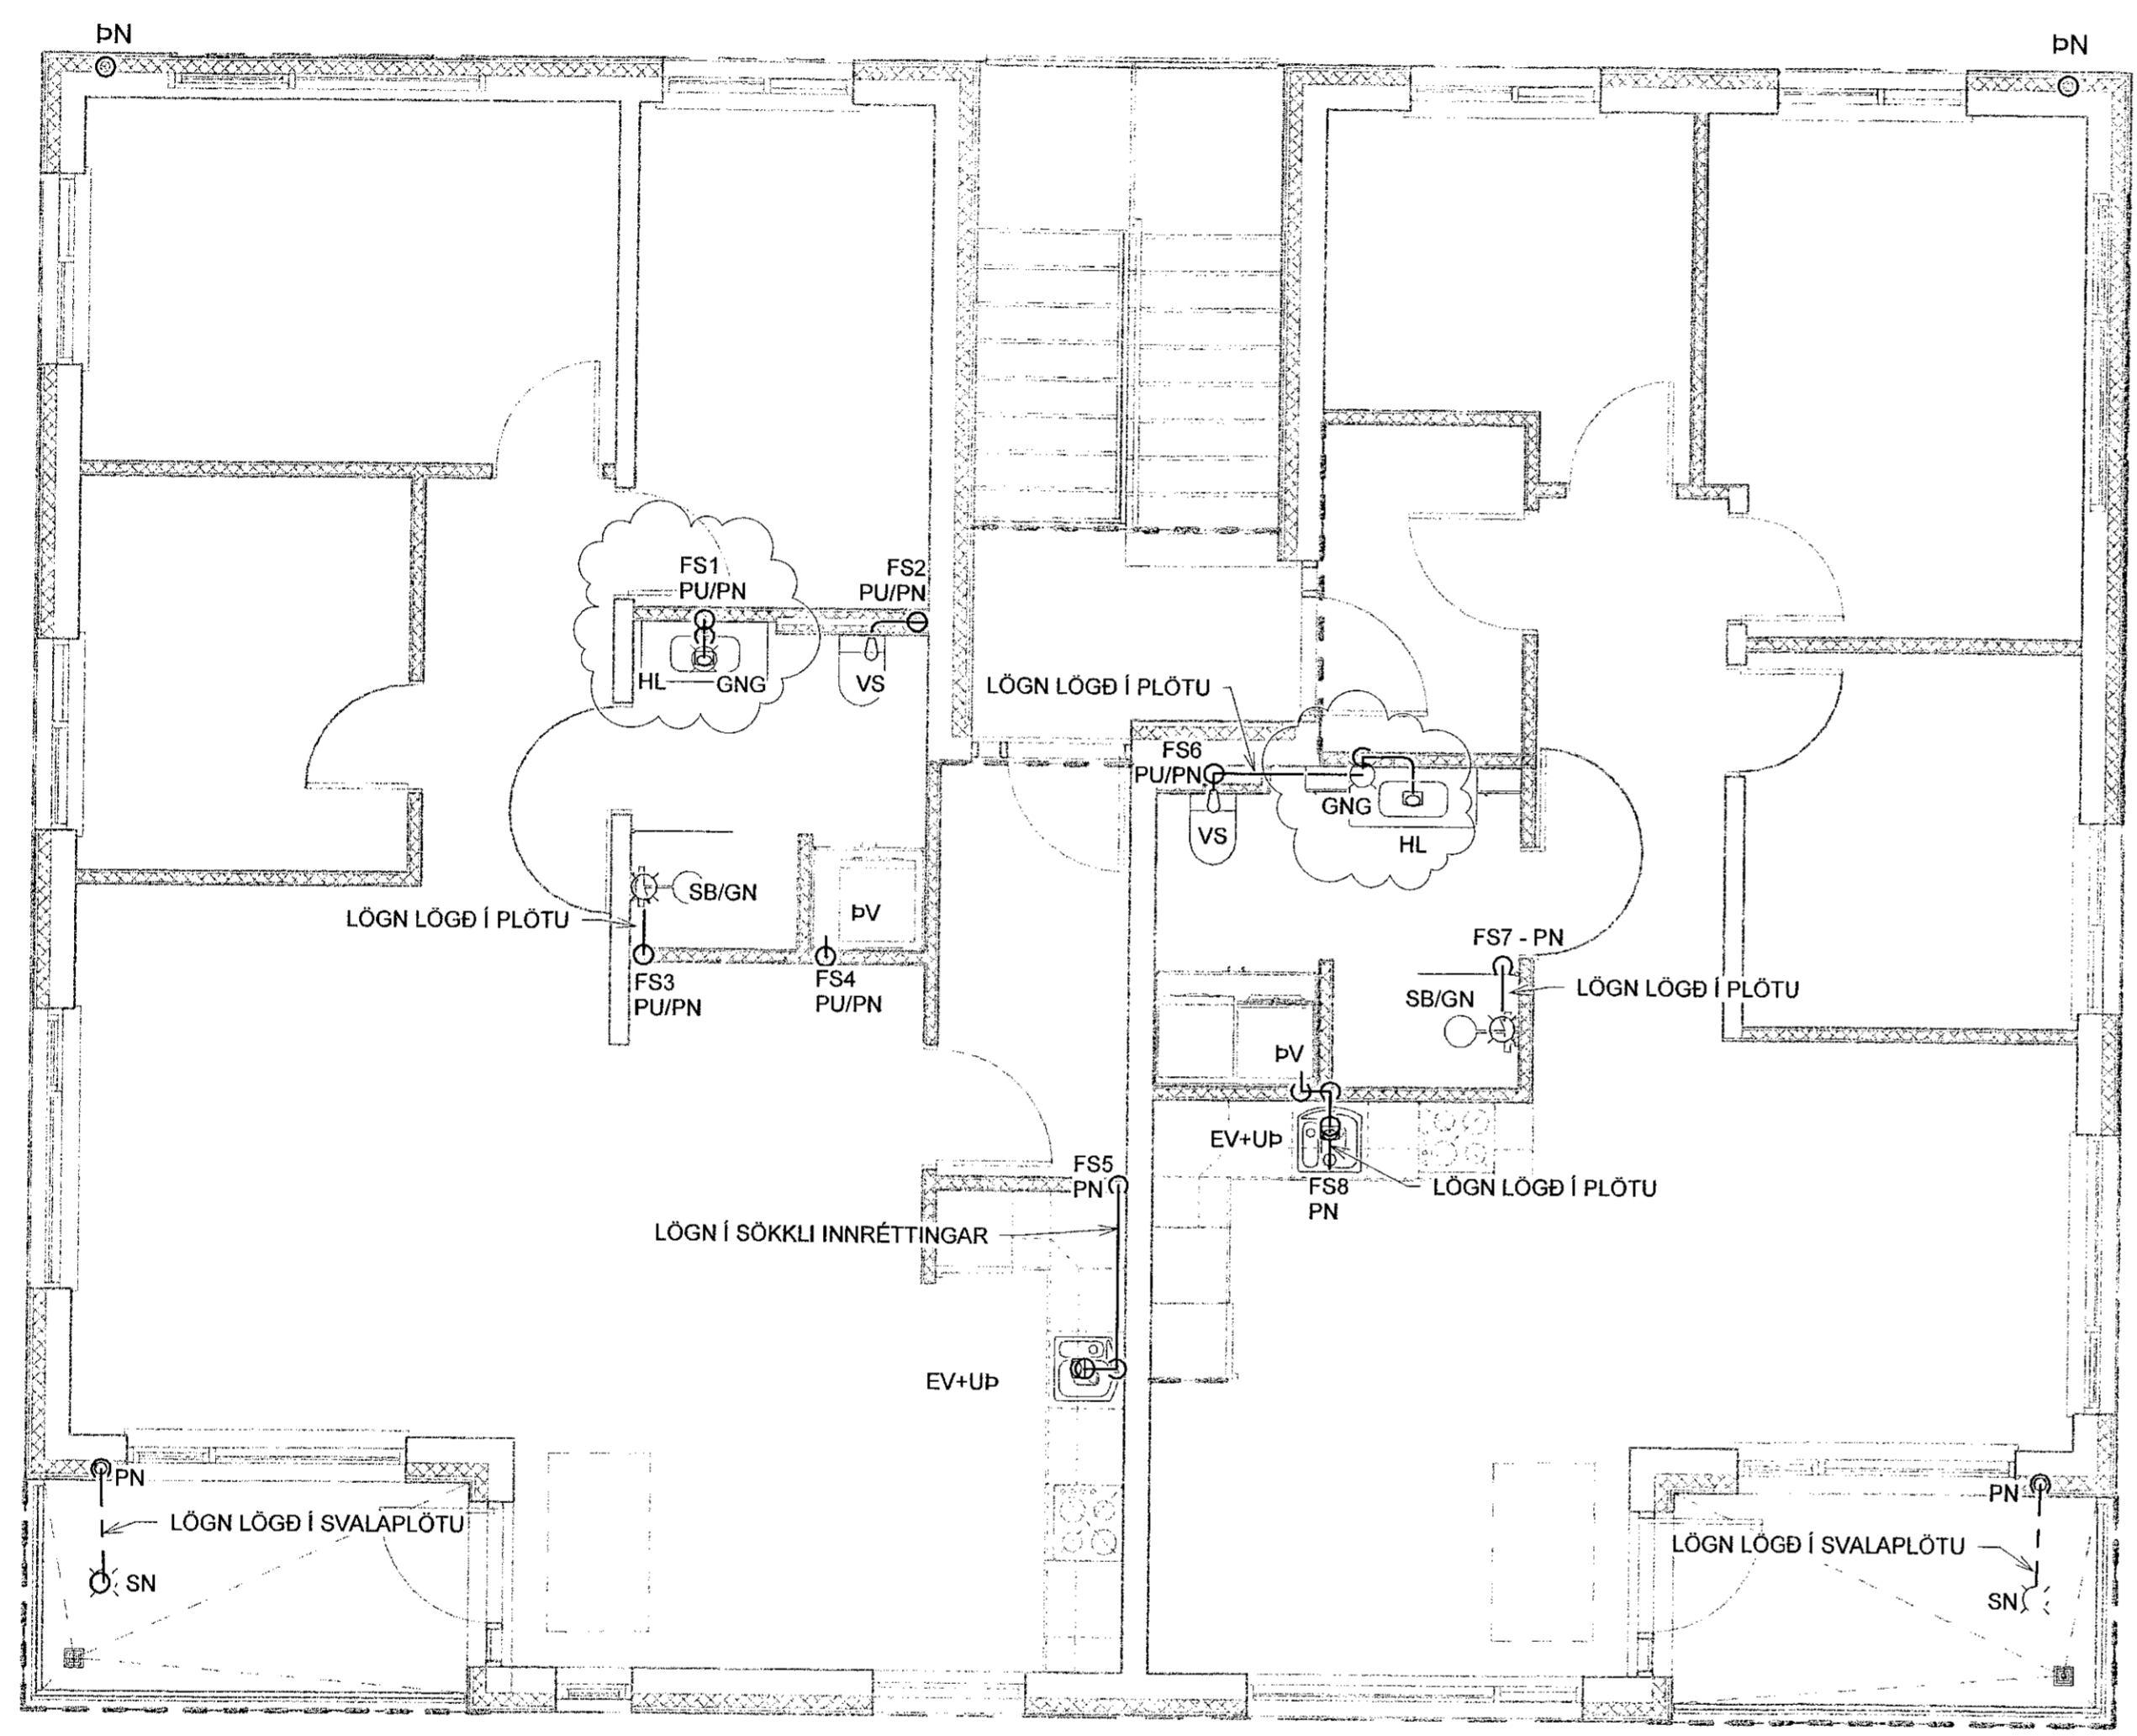 ÞN
ÞN
FS1
PU/PN
FS2
PU/PN
HL
GNG
VS
LÖGN LÖGÐ Í PLÖTU
FS6
PU/PN
GNG
VS
HL
SB/GN
LÖGN LÖGÐ Í PLÖTU
ÞV
FS3
PU/PN
FS4
PU/PN
FS7 - PN
SB/GN
LÖGN LÖGÐ Í PLÖTU
ÞV
EV+UÞ
FS5
PN
FS8
PN
LÖGN LÖGÐ Í PLÖTU
LÖGN Í SÖKKLI INNRÉTTINGAR
EV+UÞ
PN
LÖGN LÖGÐ Í SVALAPLÖTU
SN
PN
LÖGN LÖGÐ Í SVALAPLÖTU
SN